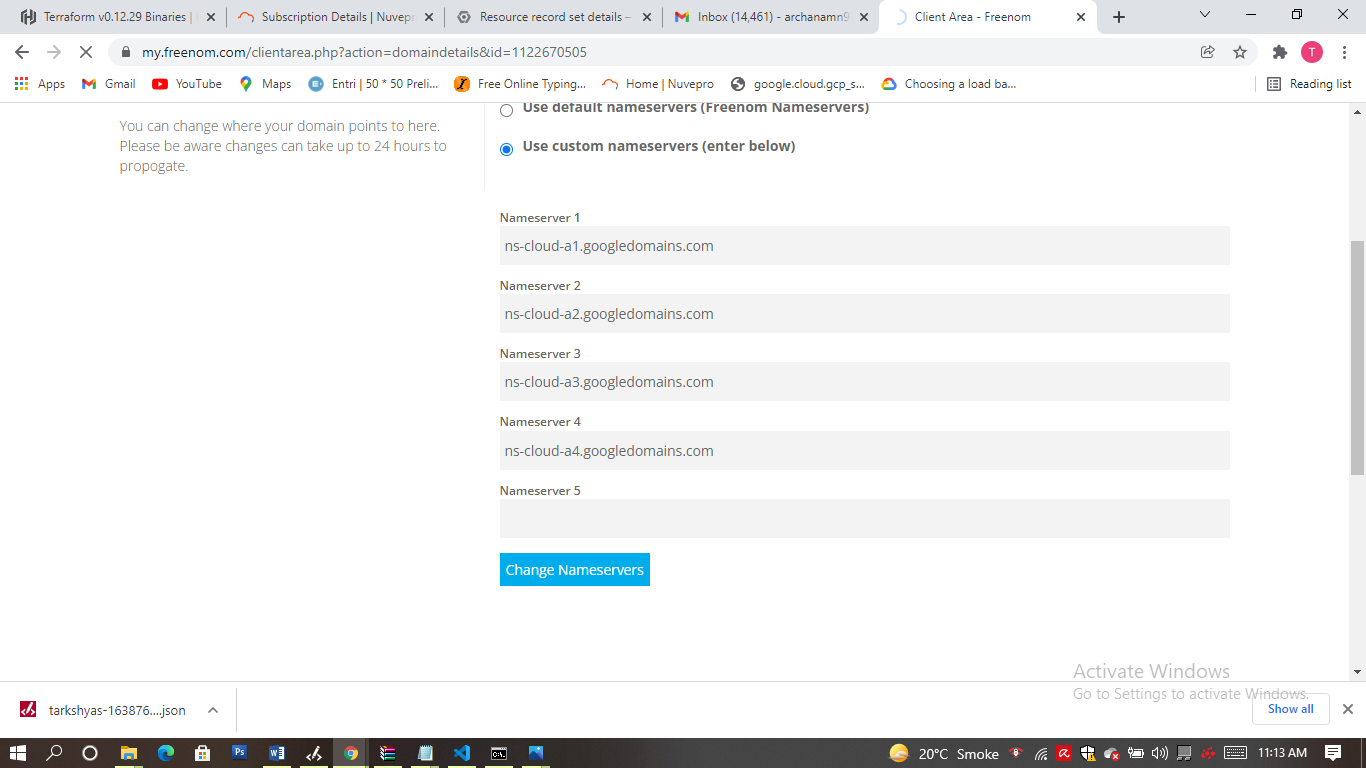 Terraform v0.12.29 Binaries |
Subscription Details | Nuvepr
Resource record set details –
Inbox (14,461) - archanamn9
Client Area - Freenom
my.freenom.com/clientarea.php?action=domaindetails&id=1122670505
T
Apps
Gmail
YouTube
Maps
Entri | 50 * 50 Preli...
Free Online Typing...
Home | Nuvepro
google.cloud.gcp_s...
Choosing a load ba...
Reading list
Use default nameservers (Freenom Nameservers)
You can change where your domain points to here.
Please be aware changes can take up to 24 hours to
propogate.
Use custom nameservers (enter below)
Nameserver 1
ns-cloud-a1.googledomains.com
Nameserver 2
ns-cloud-a2.googledomains.com
Nameserver 3
ns-cloud-a3.googledomains.com
Nameserver 4
ns-cloud-a4.googledomains.com
Nameserver 5
Change Nameservers
Activate Windows
Go to Settings to activate Windows.
tarkshyas-163876....json
Show all
20°C Smoke
11:13 AM